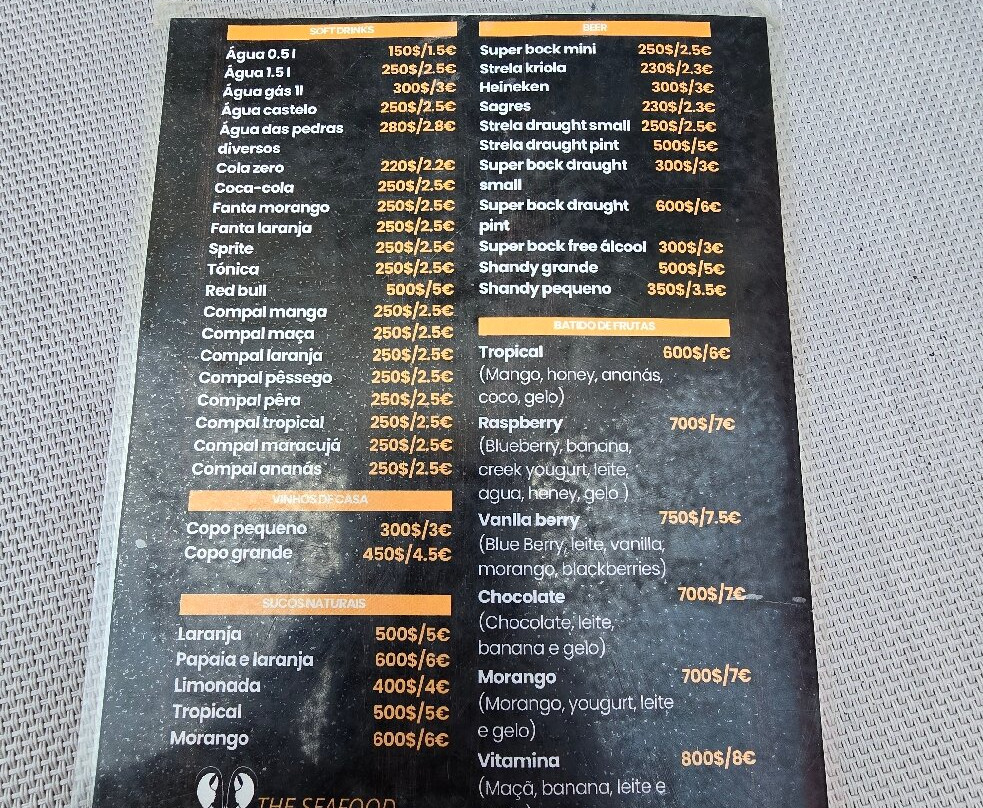 SOFT DRINKS
Água 0.5 l 150$/1.5€
Água 1.5 l 250$/2.5€
Água gás 1l 300$/3€
Água castelo 250$/2.5€
Água das pedras 280$/2.8€
diversos
Cola zero 220$/2.2€
Coca-cola 250$/2.5€
Fanta morango 250$/2.5€
Fanta laranja 250$/2.5€
Sprite 250$/2.5€
Tónica 250$/2.5€
Red bull 500$/5€
Compal manga 250$/2.5€
Compal maça 250$/2.5€
Compal laranja 250$/2.5€
Compal pêssego 250$/2.5€
Compal pêra 250$/2.5€
Compal tropical 250$/2.5€
Compal maracujá 250$/2.5€
Compal ananás 250$/2.5€
VINHOS DE CASA
Copo pequeno 300$/3€
Copo grande 450$/4.5€
SUCOS NATURAIS
Laranja 500$/5€
Papaia e laranja 600$/6€
Limonada 400$/4€
Tropical 500$/5€
Morango 600$/6€
THE SEAFOOD
BEER
Super bock mini 250$/2.5€
Strela kriola 230$/2.3€
Heineken 300$/3€
Sagres 230$/2.3€
Strela draught small 250$/2.5€
Strela draught pint 500$/5€
Super bock draught 300$/3€
small
Super bock draught 600$/6€
pint
Super bock free álcool 300$/3€
Shandy grande 500$/5€
Shandy pequeno 350$/3.5€
BATIDO DE FRUTAS
Tropical 600$/6€
(Mango, honey, ananás,
coco, gelo)
Raspberry 700$/7€
(Blueberry, banana,
creek yougurt, leite,
agua, heney, gelo )
Vanlla berry 750$/7.5€
(Blue Berry, leite, vanilla,
morango, blackberries)
Chocolate 700$/7€
(Chocolate, leite,
banana e gelo)
Morango 700$/7€
(Morango, yougurt, leite
e gelo)
Vitamina 800$/8€
(Maçã, banana, leite e